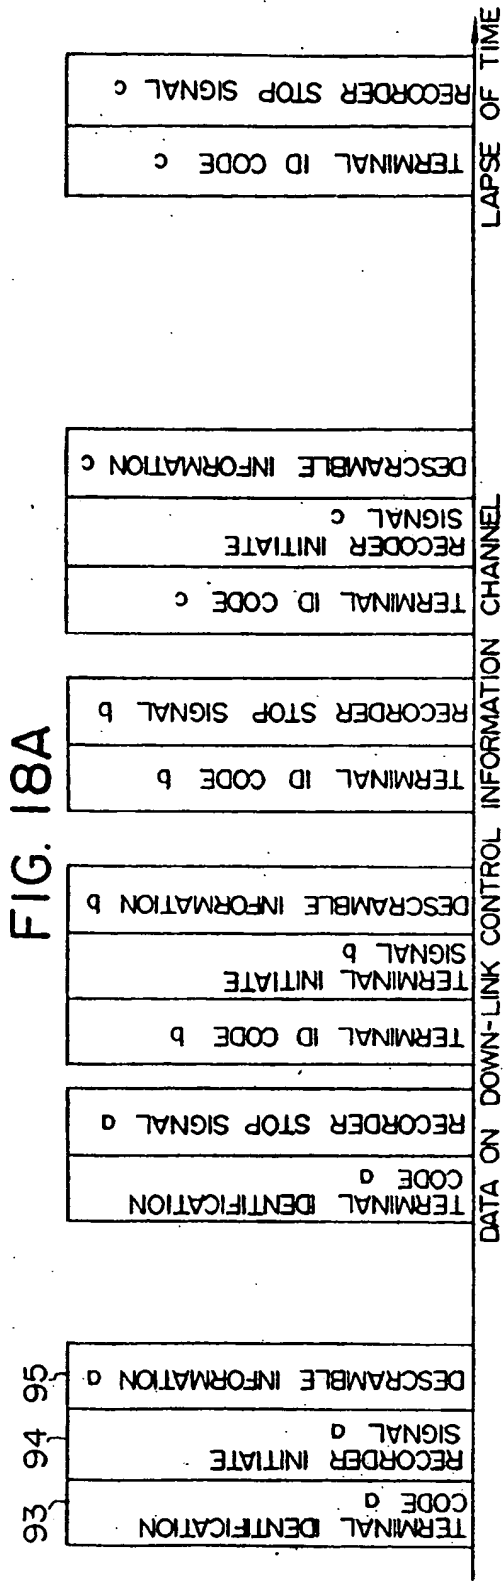 FIG. 18A
93
94
95
TERMINAL IDENTIFICATION
CODE a
RECORDER INITIATE
SIGNAL a
DESCRAMBLE INFORMATION a
TERMINAL IDENTIFICATION
CODE a
RECORDER STOP SIGNAL a
TERMINAL ID CODE b
TERMINAL INITIATE
SIGNAL b
DESCRAMBLE INFORMATION b
TERMINAL ID CODE b
RECORDER STOP SIGNAL b
TERMINAL ID CODE c
RECODER INITIATE
SIGNAL c
DESCRAMBLE INFORMATION c
TERMINAL ID CODE c
RECORDER STOP SIGNAL c
DATA ON DOWN-LINK CONTROL INFORMATION CHANNEL
LAPSE OF TIME